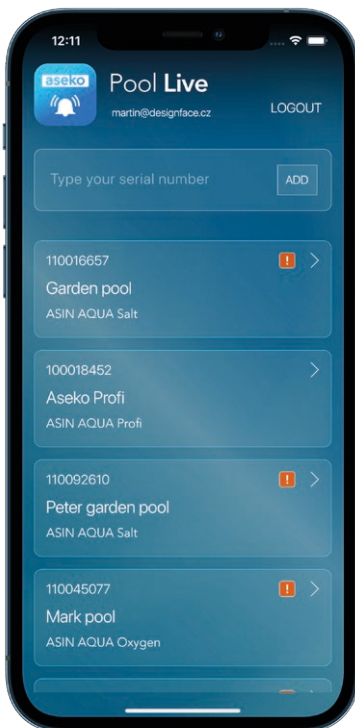 12:11
aseko
Pool Live
martin@designface.cz
LOGOUT
Type your serial number
ADD
110016657
!
Garden pool
ASIN AQUA Salt
100018452
Aseko Profi
ASIN AQUA Profi
110092610
!
Peter garden pool
ASIN AQUA Salt
110045077
!
Mark pool
ASIN AQUA Oxygen